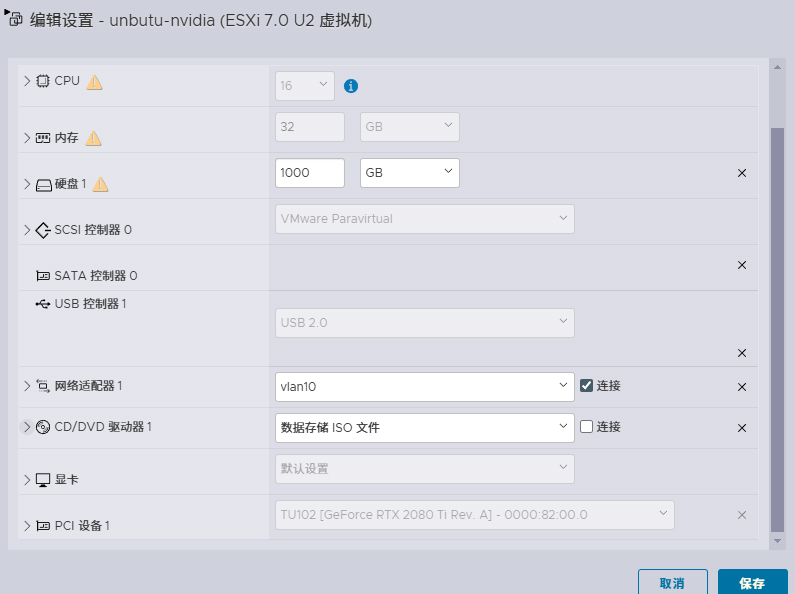 编辑设置 - unbutu-nvidia (ESXi 7.0 U2 虚拟机)
CPU 16
内存 32 GB
硬盘 1 1000 GB
SCSI 控制器 0 VMware Paravirtual
SATA 控制器 0
USB 控制器 1
USB 2.0
网络适配器 1 vlan10 连接
CD/DVD 驱动器 1 数据存储 ISO 文件 连接
显卡 默认设置
PCI 设备 1 TU102 [GeForce RTX 2080 Ti Rev. A] - 0000:82:00.0
取消 保存